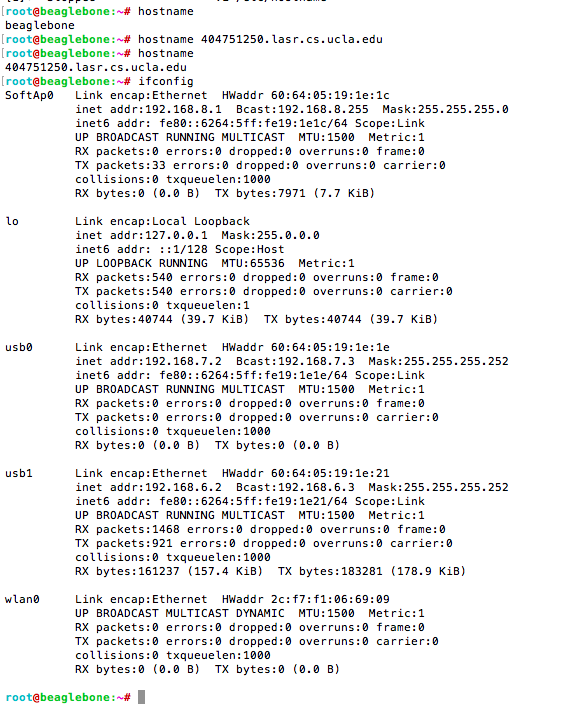 [root@beaglebone:~# hostname
beaglebone
[root@beaglebone:~# hostname 404751250.lasr.cs.ucla.edu
[root@beaglebone:~# hostname
404751250.lasr.cs.ucla.edu
[root@beaglebone:~# ifconfig
SoftAp0   Link encap:Ethernet  HWaddr 60:64:05:19:1e:1c
          inet addr:192.168.8.1  Bcast:192.168.8.255  Mask:255.255.255.0
          inet6 addr: fe80::6264:5ff:fe19:1e1c/64 Scope:Link
          UP BROADCAST RUNNING MULTICAST  MTU:1500  Metric:1
          RX packets:0 errors:0 dropped:0 overruns:0 frame:0
          TX packets:33 errors:0 dropped:0 overruns:0 carrier:0
          collisions:0 txqueuelen:1000
          RX bytes:0 (0.0 B)  TX bytes:7971 (7.7 KiB)

lo        Link encap:Local Loopback
          inet addr:127.0.0.1  Mask:255.0.0.0
          inet6 addr: ::1/128 Scope:Host
          UP LOOPBACK RUNNING  MTU:65536  Metric:1
          RX packets:540 errors:0 dropped:0 overruns:0 frame:0
          TX packets:540 errors:0 dropped:0 overruns:0 carrier:0
          collisions:0 txqueuelen:1
          RX bytes:40744 (39.7 KiB)  TX bytes:40744 (39.7 KiB)

usb0      Link encap:Ethernet  HWaddr 60:64:05:19:1e:1e
          inet addr:192.168.7.2  Bcast:192.168.7.3  Mask:255.255.255.252
          inet6 addr: fe80::6264:5ff:fe19:1e1e/64 Scope:Link
          UP BROADCAST RUNNING MULTICAST  MTU:1500  Metric:1
          RX packets:0 errors:0 dropped:0 overruns:0 frame:0
          TX packets:0 errors:0 dropped:0 overruns:0 carrier:0
          collisions:0 txqueuelen:1000
          RX bytes:0 (0.0 B)  TX bytes:0 (0.0 B)

usb1      Link encap:Ethernet  HWaddr 60:64:05:19:1e:21
          inet addr:192.168.6.2  Bcast:192.168.6.3  Mask:255.255.255.252
          inet6 addr: fe80::6264:5ff:fe19:1e21/64 Scope:Link
          UP BROADCAST RUNNING MULTICAST  MTU:1500  Metric:1
          RX packets:1468 errors:0 dropped:0 overruns:0 frame:0
          TX packets:921 errors:0 dropped:0 overruns:0 carrier:0
          collisions:0 txqueuelen:1000
          RX bytes:161237 (157.4 KiB)  TX bytes:183281 (178.9 KiB)

wlan0     Link encap:Ethernet  HWaddr 2c:f7:f1:06:69:09
          UP BROADCAST MULTICAST DYNAMIC  MTU:1500  Metric:1
          RX packets:0 errors:0 dropped:0 overruns:0 frame:0
          TX packets:0 errors:0 dropped:0 overruns:0 carrier:0
          collisions:0 txqueuelen:1000
          RX bytes:0 (0.0 B)  TX bytes:0 (0.0 B)

root@beaglebone:~#